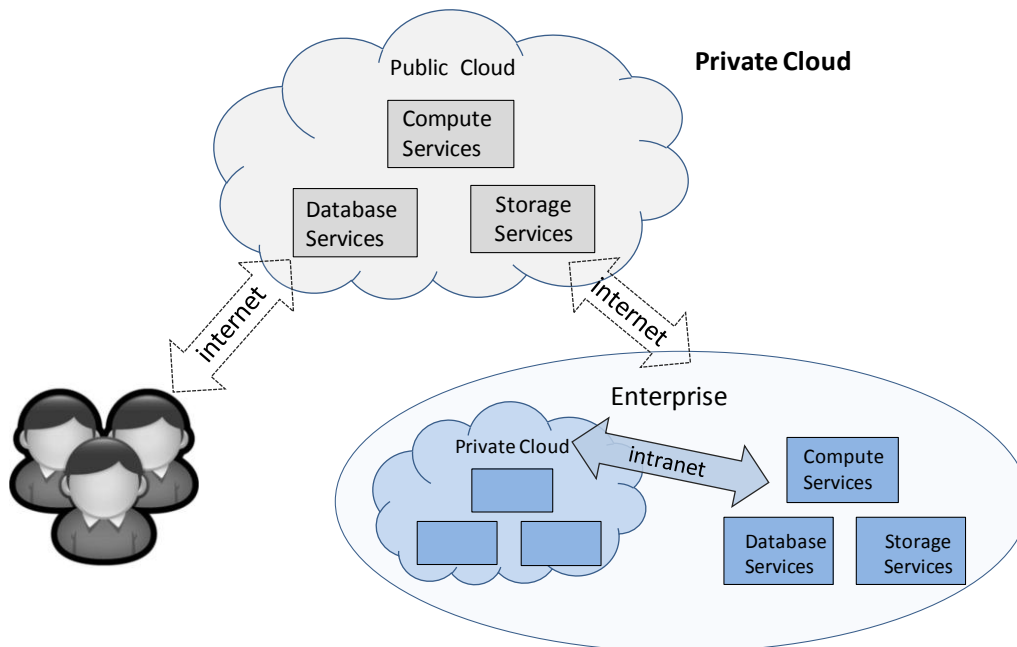 Private Cloud
Public Cloud
Compute
Services
Database
Services
Storage
Services
internet
internet
Enterprise
Private Cloud
intranet
Compute
Services
Database
Services
Storage
Services